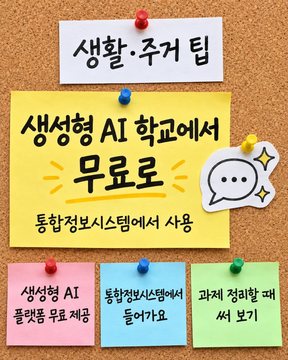 생활·주거 팁
생성형 AI 학교에서
무료로
통합정보시스템에서 사용
생성형 AI
플랫폼 무료 제공
통합정보시스템에서
들어가요
과제 정리할 때
써 보기